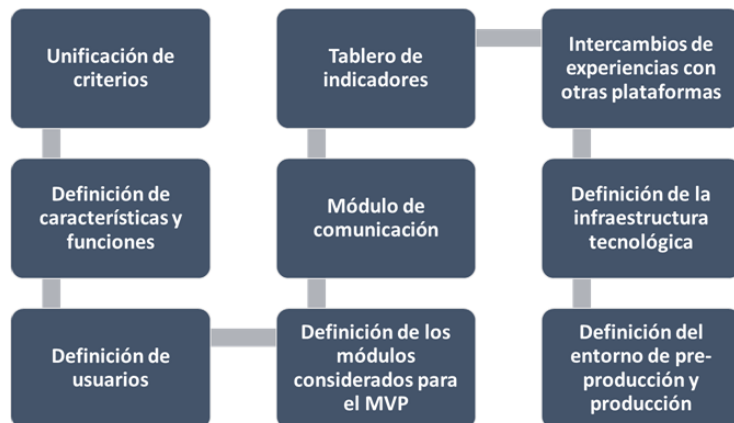 Unificación de
criterios
Definición de
características y
funciones
Definición de
usuarios
Definición de los
módulos
considerados para
el MVP
Módulo de
comunicación
Tablero de
indicadores
Intercambios de
experiencias con
otras plataformas
Definición de la
infraestructura
tecnológica
Definición del
entorno de pre-
producción y
producción